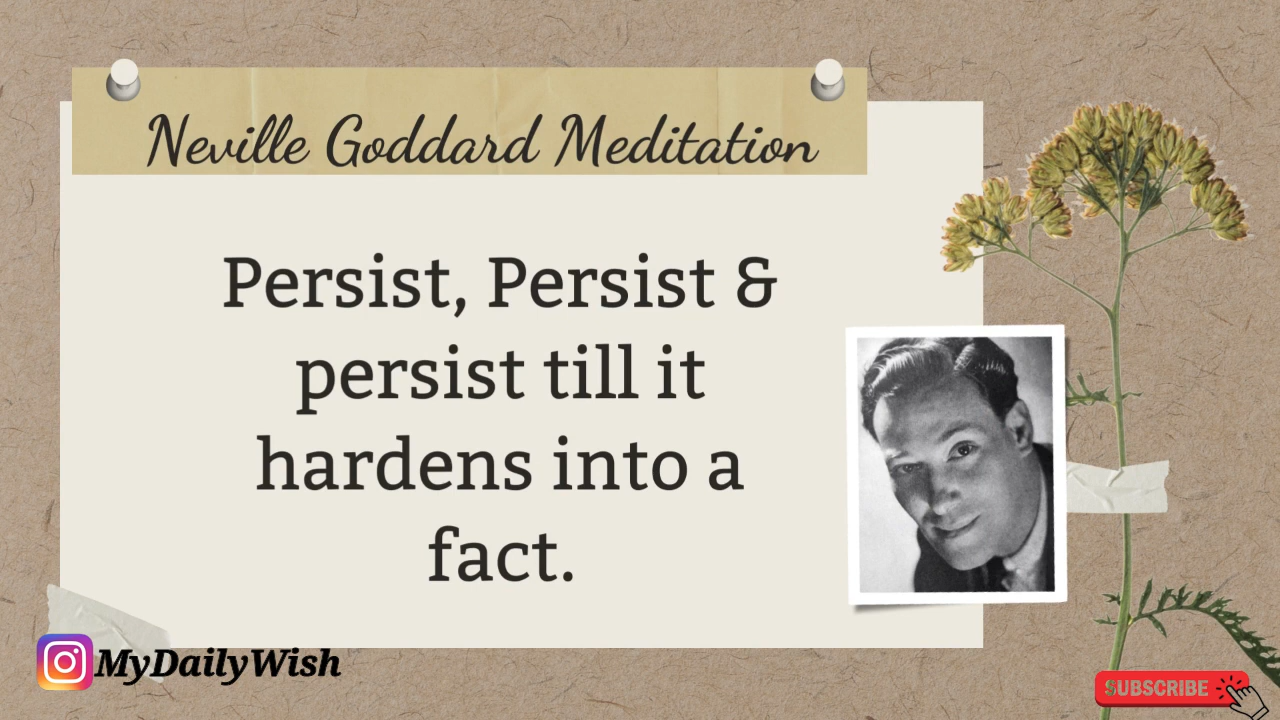 Neville Goddard Meditation
Persist, Persist &
persist till it
hardens into a
fact.
MyDailyWish
SUBSCRIBE